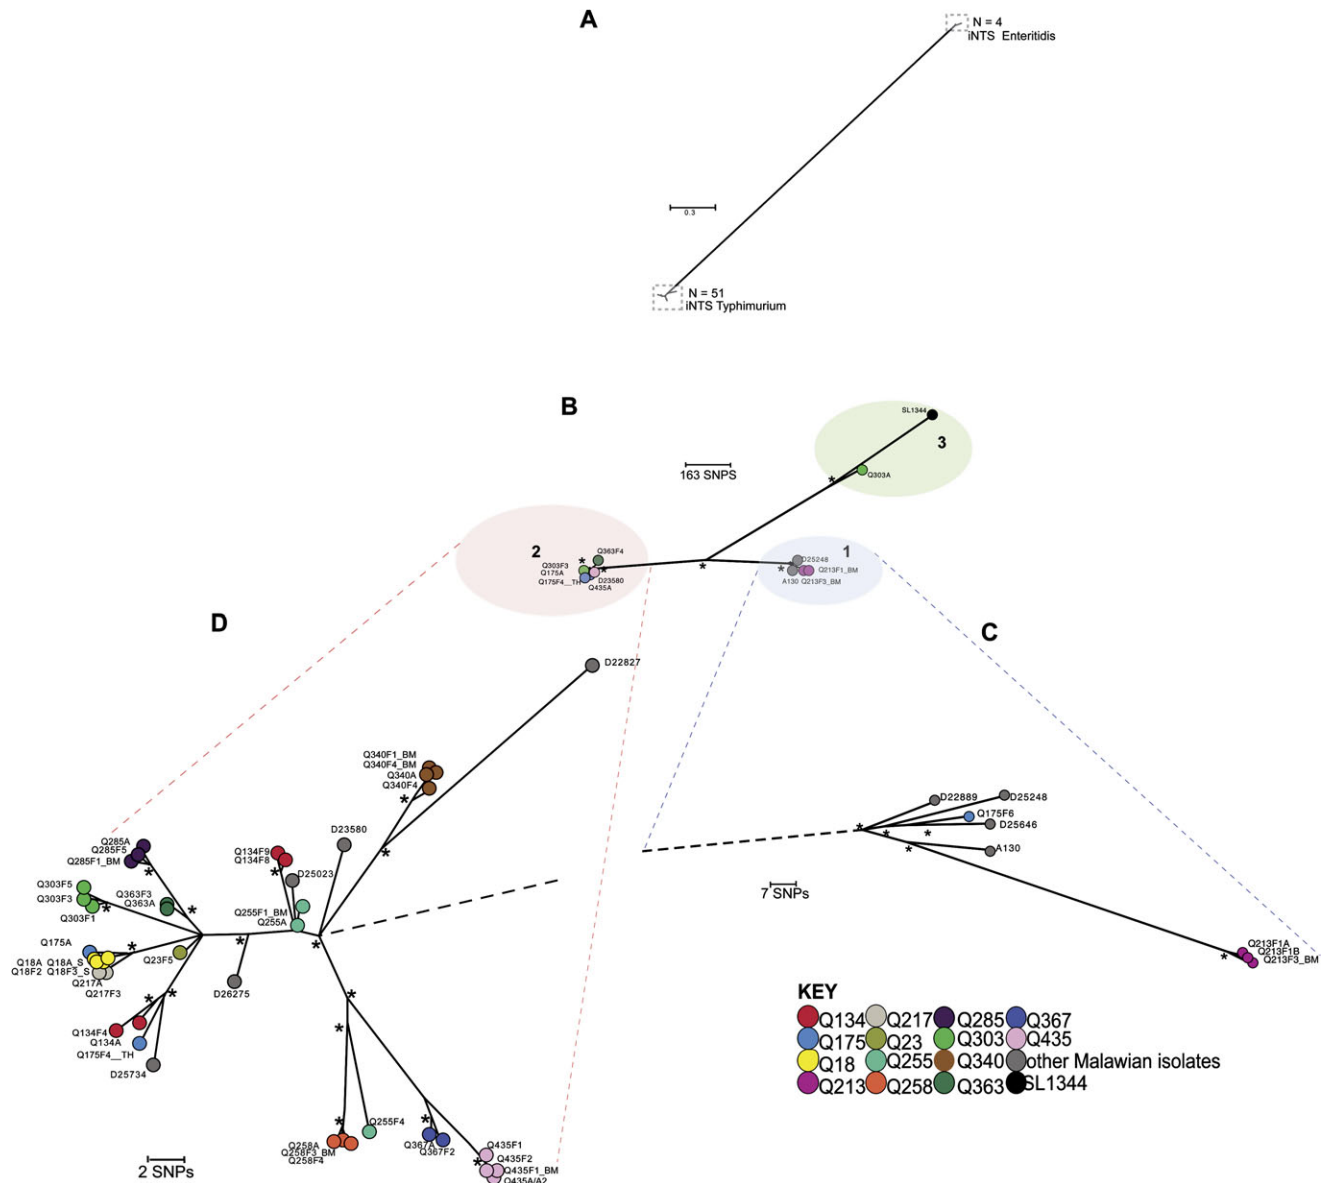 A
N = 4
iNTS Enteritidis
0.3
N = 51
iNTS Typhimurium
B
SL1344
3
163 SNPS
Q303A
*
2
Q363F4
*
Q303F3
*
Q175A
D23580
Q175F4__TH
Q435A
*
1
D25248
*
Q213F1_BM
A130 Q213F3_BM
D
C
D22827
Q340F1_BM
Q340F4_BM
Q340A
Q340F4
*
D23580
*
Q134F9
Q134F8
*
D25023
Q255F1_BM
Q255A
*
Q285A
Q285F5
Q285F1_BM
*
Q303F5
Q303F3
*
Q303F1
Q363F3
Q363A
*
*
Q175A
*
Q18A Q18A_S
Q18F2 Q18F3_S
Q217A
Q217F3
Q23F5
D26275
* *
Q134F4
Q134A
Q175F4__TH
D25734
*
*
*
Q258A
Q258F3_BM
Q258F4
Q255F4
*
Q367A
Q367F2
*
Q435F1
Q435F2
Q435F1_BM
Q435A/A2
2 SNPs
D22889
D25248
Q175F6
D25646
* * *
*
A130
7 SNPs
Q213F1A
Q213F1B
Q213F3_BM
*
KEY
Q134 Q217 Q285 Q367
Q175 Q23 Q303 Q435
Q18 Q255 Q340 other Malawian isolates
Q213 Q258 Q363 SL1344